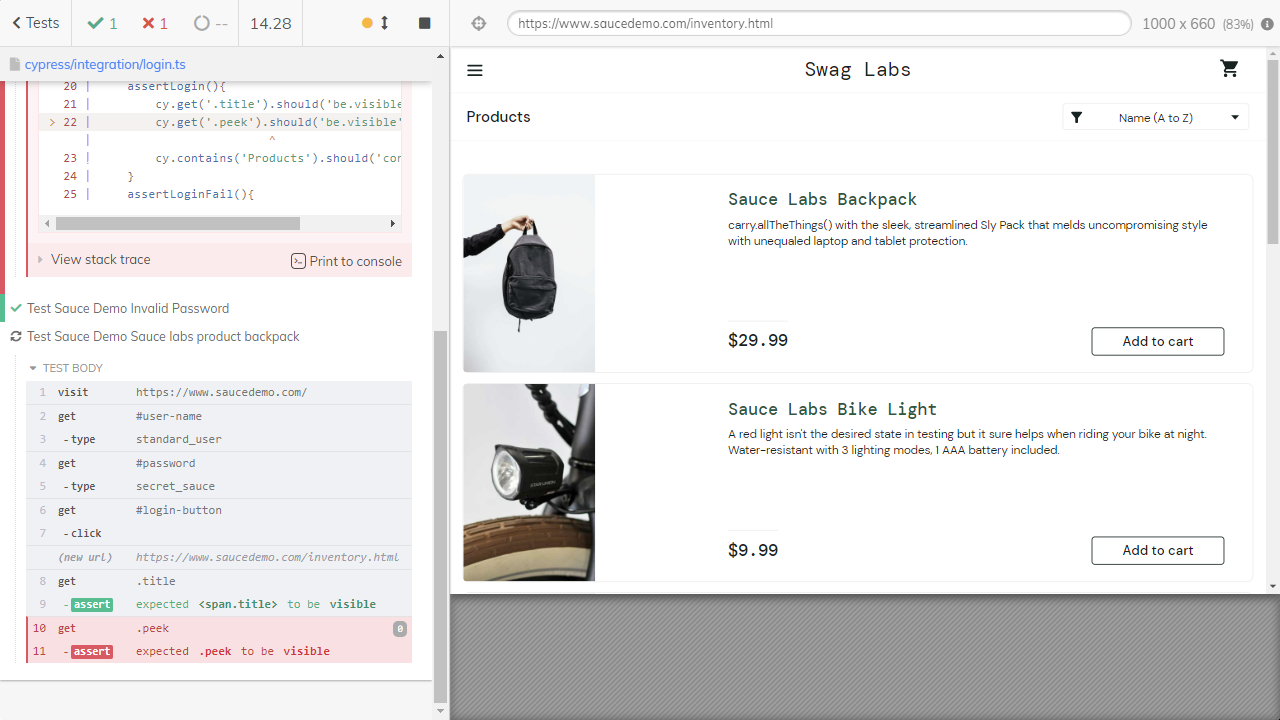 Tests
1
1
--
14.28
https://www.saucedemo.com/inventory.html
1000 x 660 (83%)
cypress/integration/login.ts
20 | assertLogin(){
21 | cy.get('.title').should('be.visible
> 22 | cy.get('.peek').should('be.visible'
| ^
23 | cy.contains('Products').should('con
24 | }
25 | assertLoginFail(){
View stack trace
Print to console
Test Sauce Demo Invalid Password
Test Sauce Demo Sauce labs product backpack
TEST BODY
1 visit https://www.saucedemo.com/
2 get #user-name
3 -type standard_user
4 get #password
5 -type secret_sauce
6 get #login-button
7 -click
(new url) https://www.saucedemo.com/inventory.html
8 get .title
9 -assert expected <span.title> to be visible
10 get .peek 0
11 -assert expected .peek to be visible
Swag Labs
Products
Name (A to Z)
Sauce Labs Backpack
carry.allTheThings() with the sleek, streamlined Sly Pack that melds uncompromising style
with unequaled laptop and tablet protection.
$29.99
Add to cart
Sauce Labs Bike Light
A red light isn't the desired state in testing but it sure helps when riding your bike at night.
Water-resistant with 3 lighting modes, 1 AAA battery included.
$9.99
Add to cart